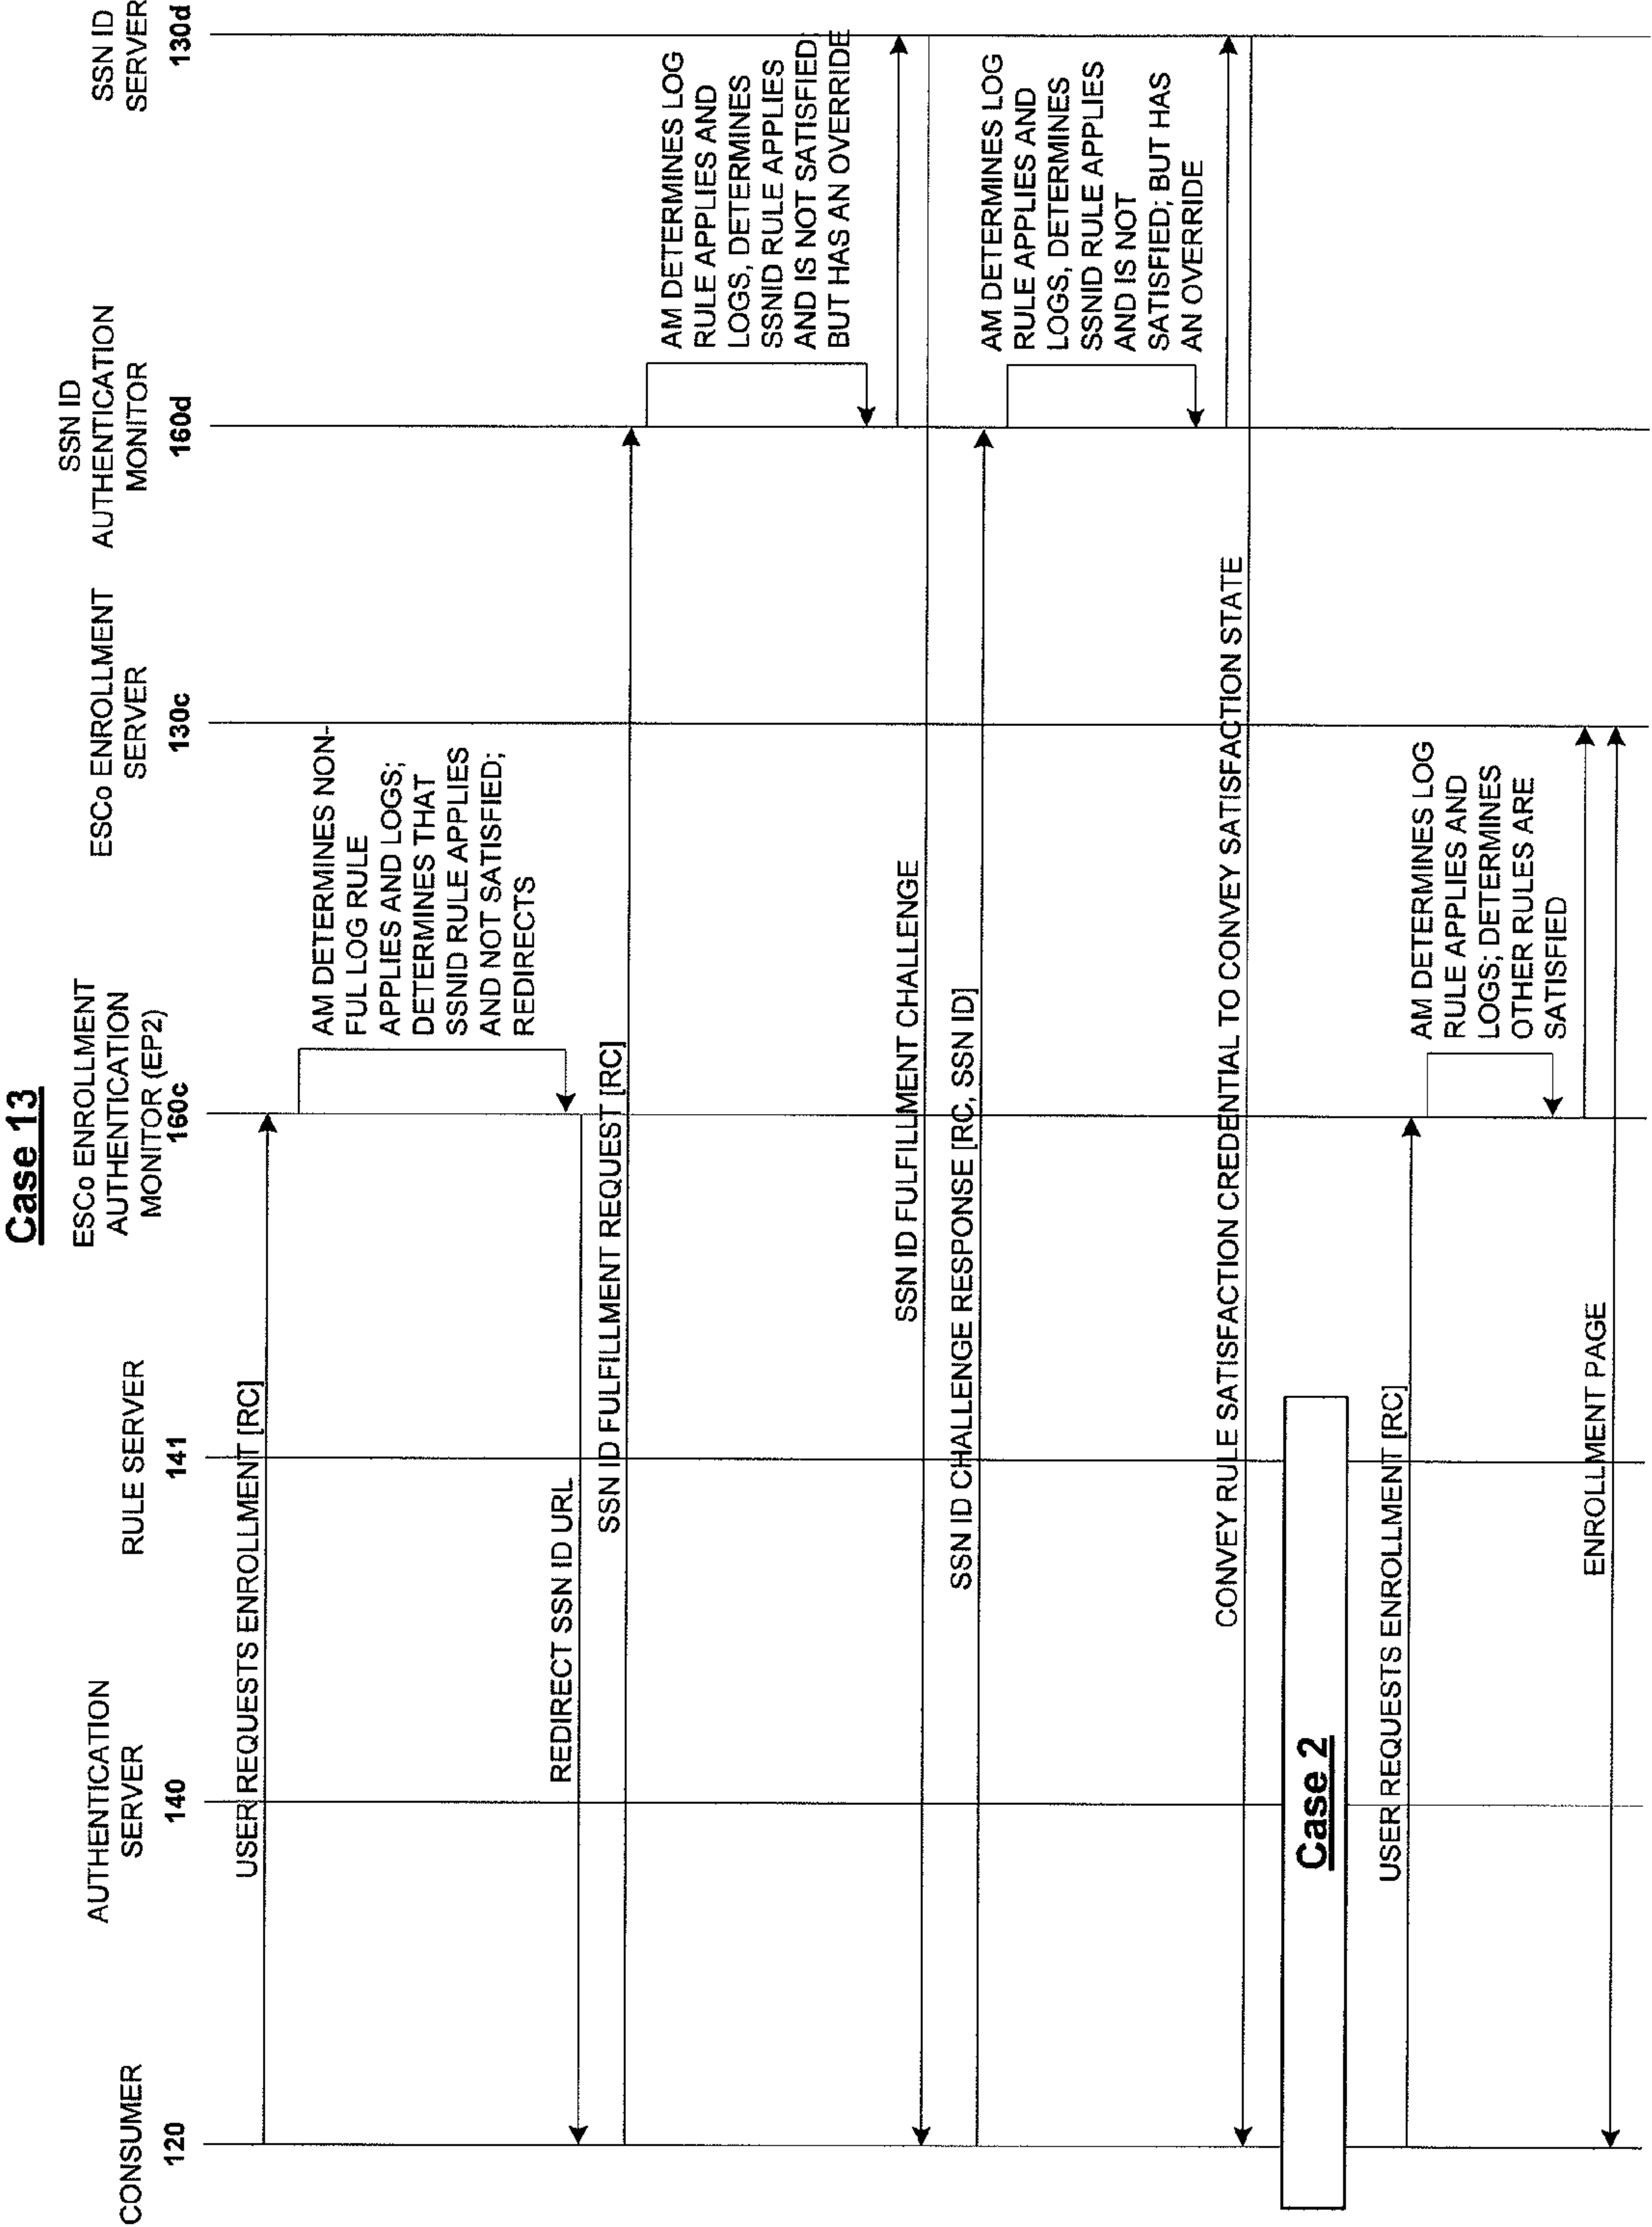 Case 13
CONSUMER
120
AUTHENTICATION
SERVER
140
RULE SERVER
141
ESCo ENROLLMENT
AUTHENTICATION
MONITOR (EP2)
160c
ESCo ENROLLMENT
SERVER
130c
SSN ID
AUTHENTICATION
MONITOR
160d
SSN ID
SERVER
130d
USER REQUESTS ENROLLMENT [RC]
AM DETERMINES NON-
FUL LOG RULE
APPLIES AND LOGS;
DETERMINES THAT
SSNID RULE APPLIES
AND NOT SATISFIED;
REDIRECTS
REDIRECT SSN ID URL
SSN ID FULFILLMENT REQUEST [RC]
AM DETERMINES LOG
RULE APPLIES AND
LOGS, DETERMINES
SSNID RULE APPLIES
AND IS NOT SATISFIED;
BUT HAS AN OVERRIDE
SSN ID FULFILLMENT CHALLENGE
SSN ID CHALLENGE RESPONSE [RC, SSN ID]
AM DETERMINES LOG
RULE APPLIES AND
LOGS, DETERMINES
SSNID RULE APPLIES
AND IS NOT
SATISFIED; BUT HAS
AN OVERRIDE
CONVEY RULE SATISFACTION CREDENTIAL TO CONVEY SATISFACTION STATE
Case 2
USER REQUESTS ENROLLMENT [RC]
AM DETERMINES LOG
RULE APPLIES AND
LOGS; DETERMINES
OTHER RULES ARE
SATISFIED
ENROLLMENT PAGE